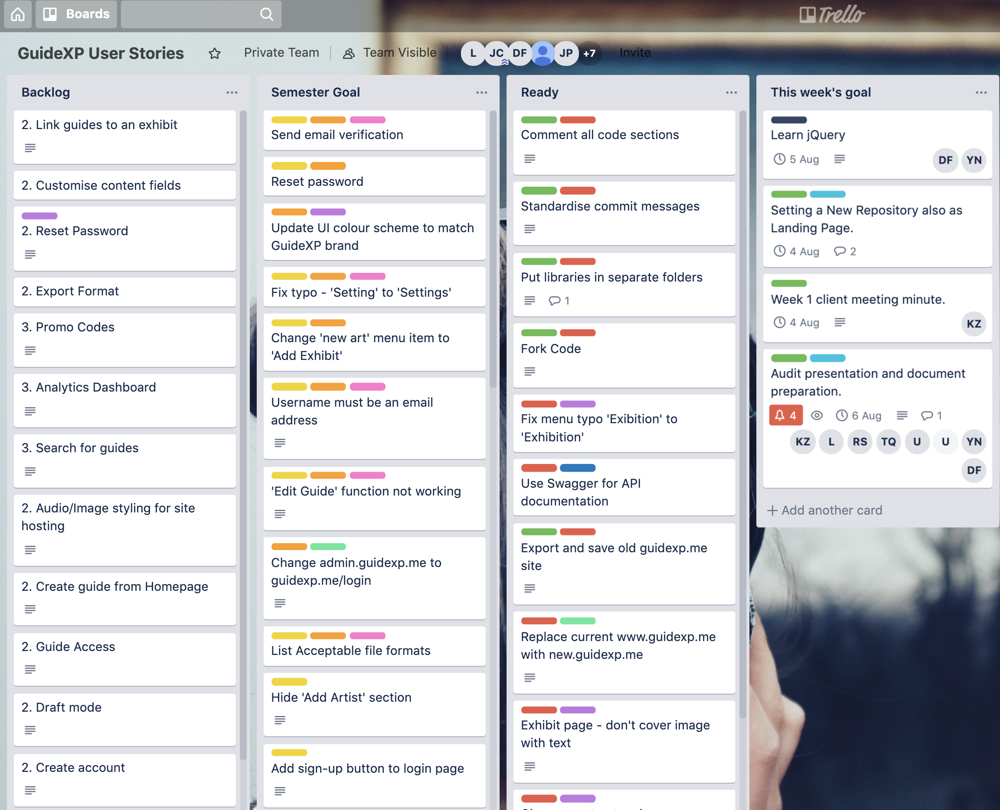 Boards
Trello
GuideXP User Stories
Private Team
Team Visible
L
JC
DF
JP
+7
Invite
Backlog
2. Link guides to an exhibit
2. Customise content fields
2. Reset Password
2. Export Format
3. Promo Codes
3. Analytics Dashboard
3. Search for guides
2. Audio/Image styling for site
hosting
2. Create guide from Homepage
2. Guide Access
2. Draft mode
2. Create account
Semester Goal
Send email verification
Reset password
Update UI colour scheme to match
GuideXP brand
Fix typo - 'Setting' to 'Settings'
Change 'new art' menu item to
'Add Exhibit'
Username must be an email
address
'Edit Guide' function not working
Change admin.guidexp.me to
guidexp.me/login
List Acceptable file formats
Hide 'Add Artist' section
Add sign-up button to login page
Ready
Comment all code sections
Standardise commit messages
Put libraries in separate folders
1
Fork Code
Fix menu typo 'Exibition' to
'Exhibition'
Use Swagger for API
documentation
Export and save old guidexp.me
site
Replace current www.guidexp.me
with new.guidexp.me
Exhibit page - don't cover image
with text
This week's goal
Learn jQuery
5 Aug
DF
YN
Setting a New Repository also as
Landing Page.
4 Aug
2
Week 1 client meeting minute.
4 Aug
KZ
Audit presentation and document
preparation.
4
6 Aug
1
KZ
L
RS
TQ
U
U
YN
DF
+ Add another card